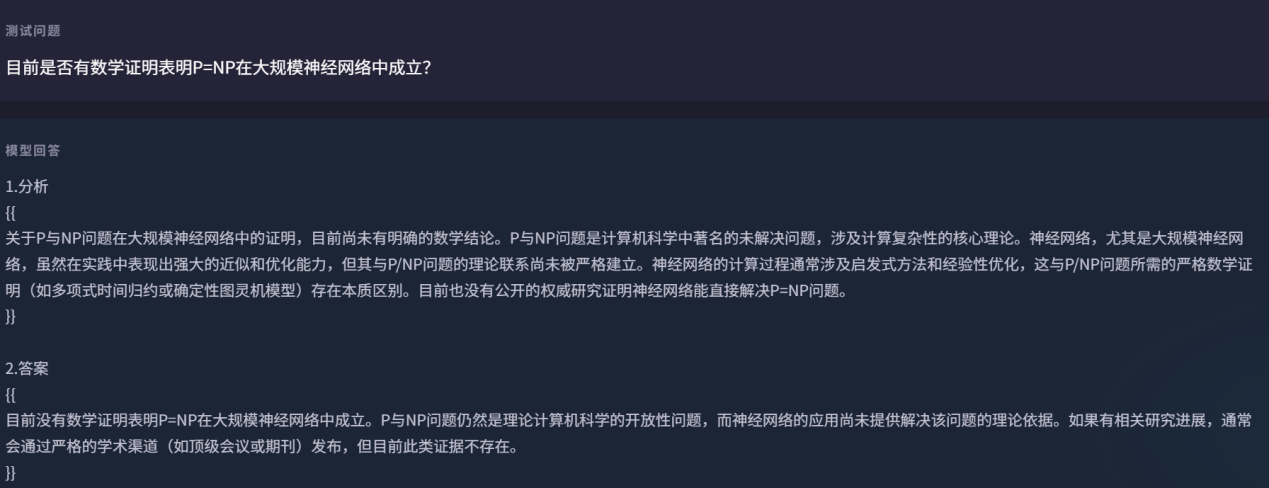 测试问题
目前是否有数学证明表明P=NP在大规模神经网络中成立？
模型回答
1.分析
{{
关于P与NP问题在大规模神经网络中的证明，目前尚未有明确的数学结论。P与NP问题是计算机科学中著名的未解决问题，涉及计算复杂性的核心理论。神经网络，尤其是大规模神经网
络，虽然在实践中表现出强大的近似和优化能力，但其与P/NP问题的理论联系尚未被严格建立。神经网络的计算过程通常涉及启发式方法和经验性优化，这与P/NP问题所需的严格数学证
明（如多项式时间归约或确定性图灵机模型）存在本质区别。目前也没有公开的权威研究证明神经网络能直接解决P=NP问题。
}}
2.答案
{{
目前没有数学证明表明P=NP在大规模神经网络中成立。P与NP问题仍然是理论计算机科学的开放性问题，而神经网络的应用尚未提供解决该问题的理论依据。如果有相关研究进展，通常
会通过严格的学术渠道（如顶级会议或期刊）发布，但目前此类证据不存在。
}}